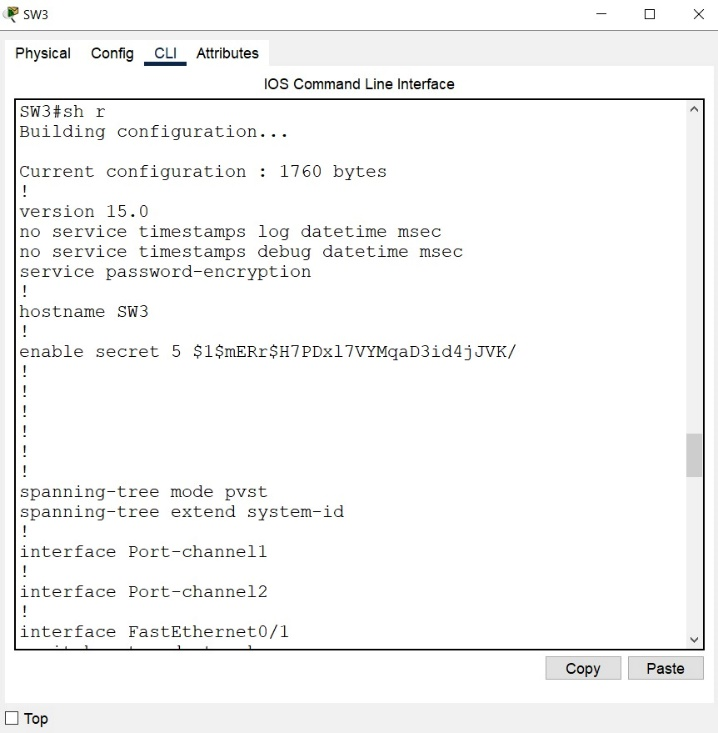 SW3
Physical Config CLI Attributes
IOS Command Line Interface
SW3#sh r
Building configuration...
Current configuration : 1760 bytes
!
version 15.0
no service timestamps log datetime msec
no service timestamps debug datetime msec
service password-encryption
!
hostname SW3
!
enable secret 5 $1$mERr$H7PDxl7VYMqaD3id4jJVK/
!
!
!
!
!
!
spanning-tree mode pvst
spanning-tree extend system-id
!
interface Port-channel1
!
interface Port-channel2
!
interface FastEthernet0/1
Copy Paste
Top